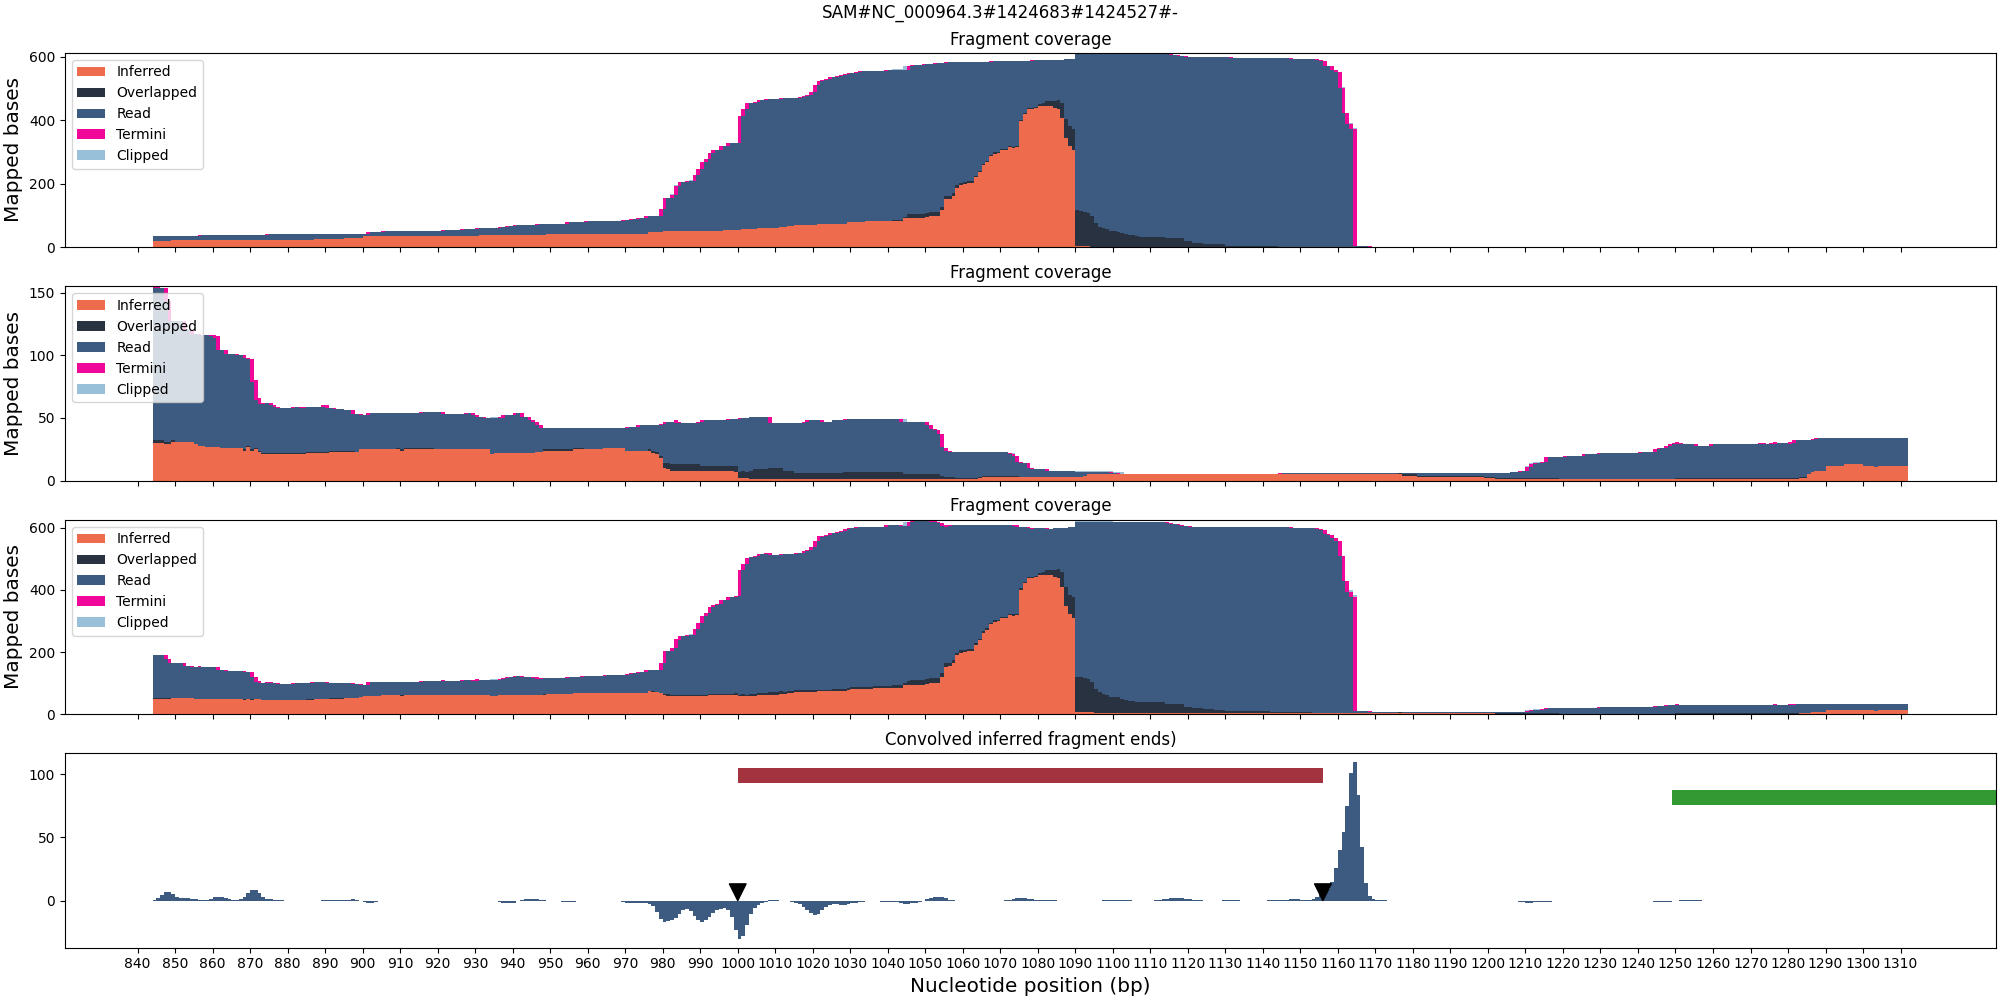 SAM#NC_000964.3#1424683#1424527#-
Fragment coverage
Mapped bases
600
400
200
0
Inferred
Overlapped
Read
Termini
Clipped
Fragment coverage
Mapped bases
150
100
50
0
Inferred
Overlapped
Read
Termini
Clipped
Fragment coverage
Mapped bases
600
400
200
0
Inferred
Overlapped
Read
Termini
Clipped
Convolved inferred fragment ends)
100
50
0
840 850 860 870 880 890 900 910 920 930 940 950 960 970 980 990 1000 1010 1020 1030 1040 1050 1060 1070 1080 1090 1100 1110 1120 1130 1140 1150 1160 1170 1180 1190 1200 1210 1220 1230 1240 1250 1260 1270 1280 1290 1300 1310
Nucleotide position (bp)